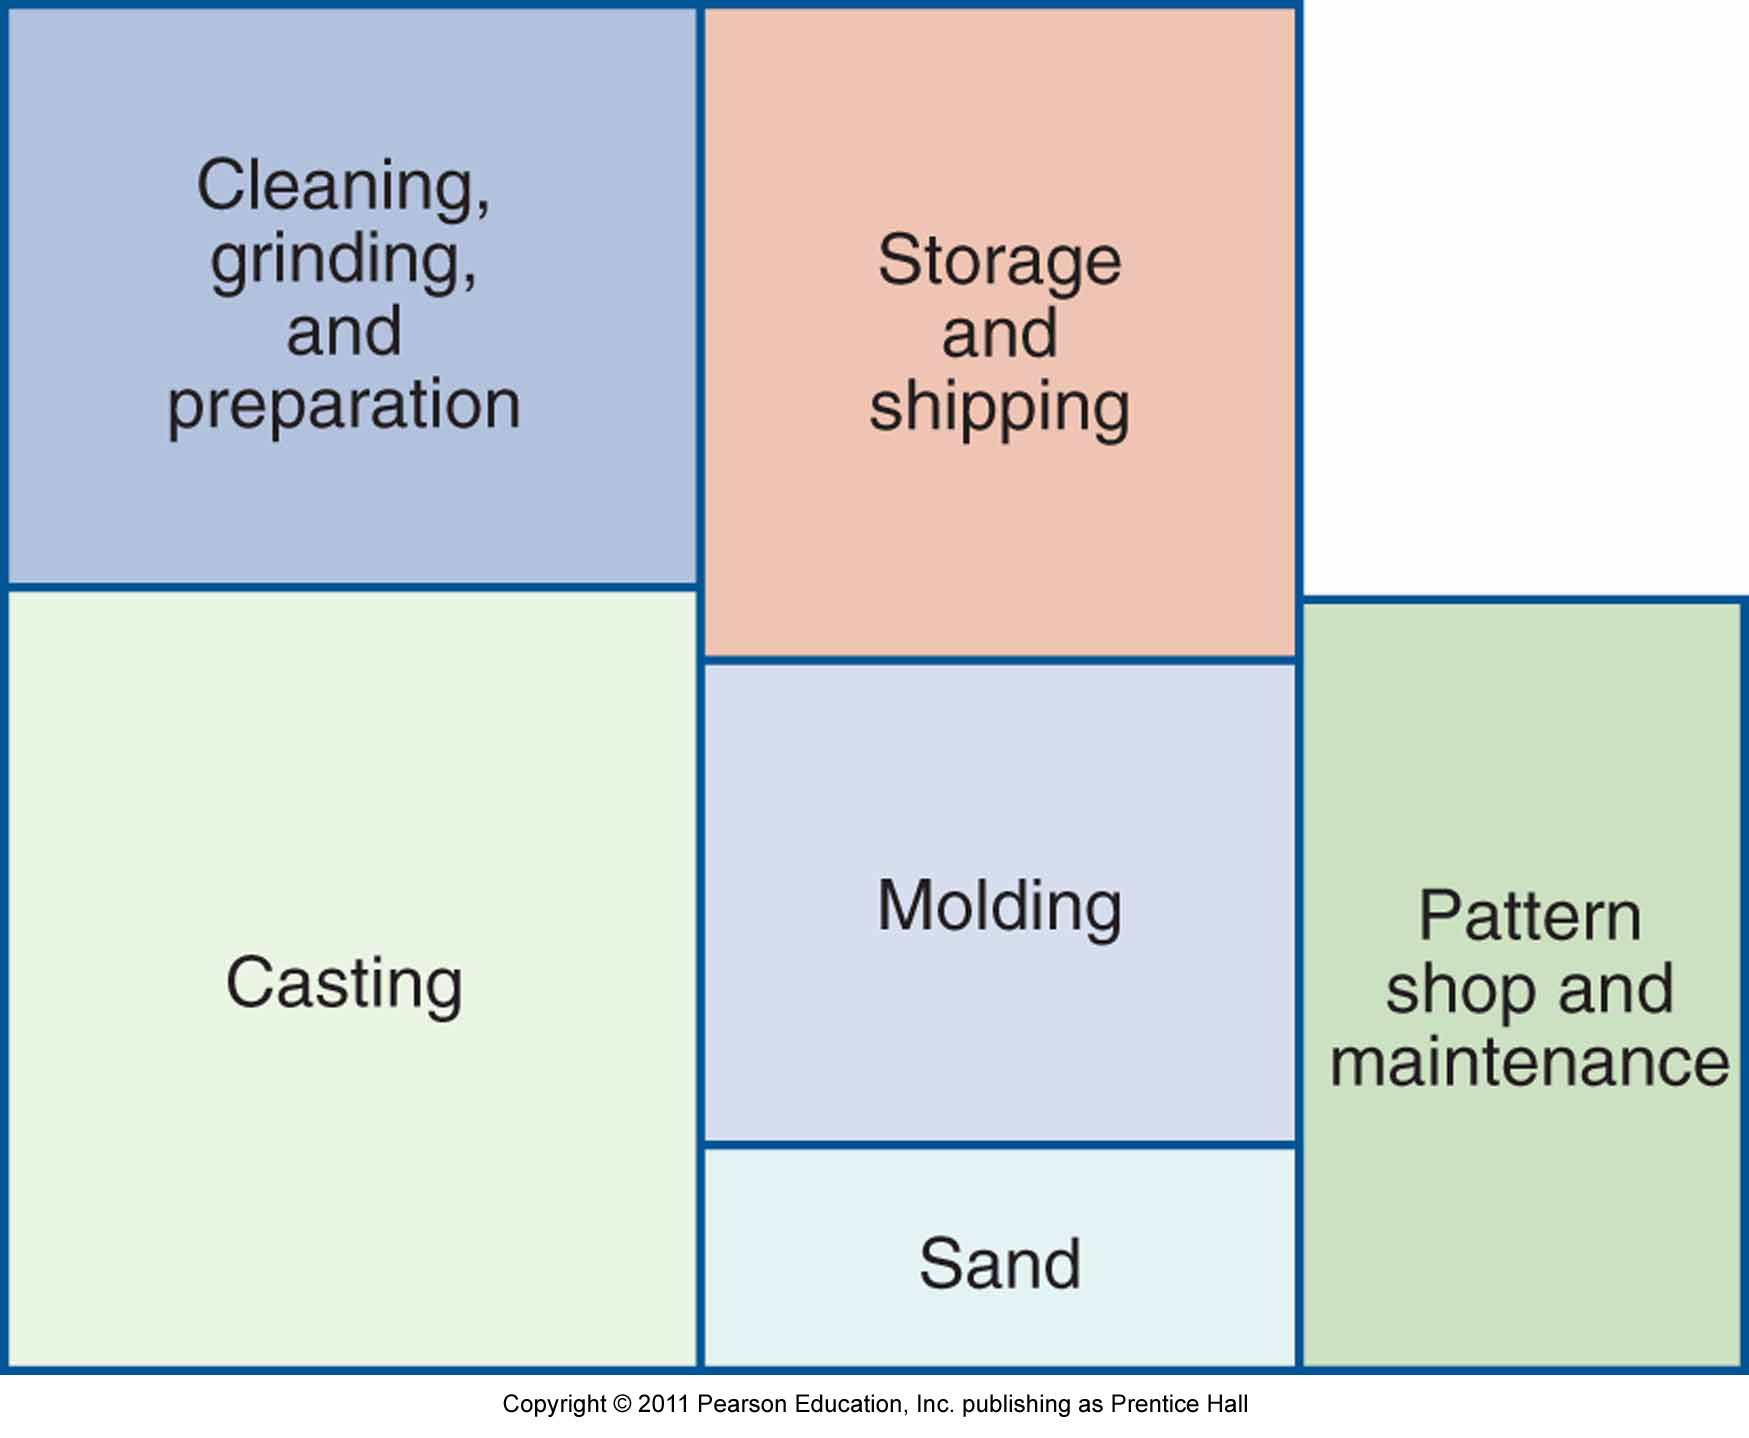 Cleaning,
grinding,
and
preparation
Storage
and
shipping
Casting
Molding
Pattern
shop and
maintenance
Sand
Copyright © 2011 Pearson Education, Inc. publishing as Prentice Hall